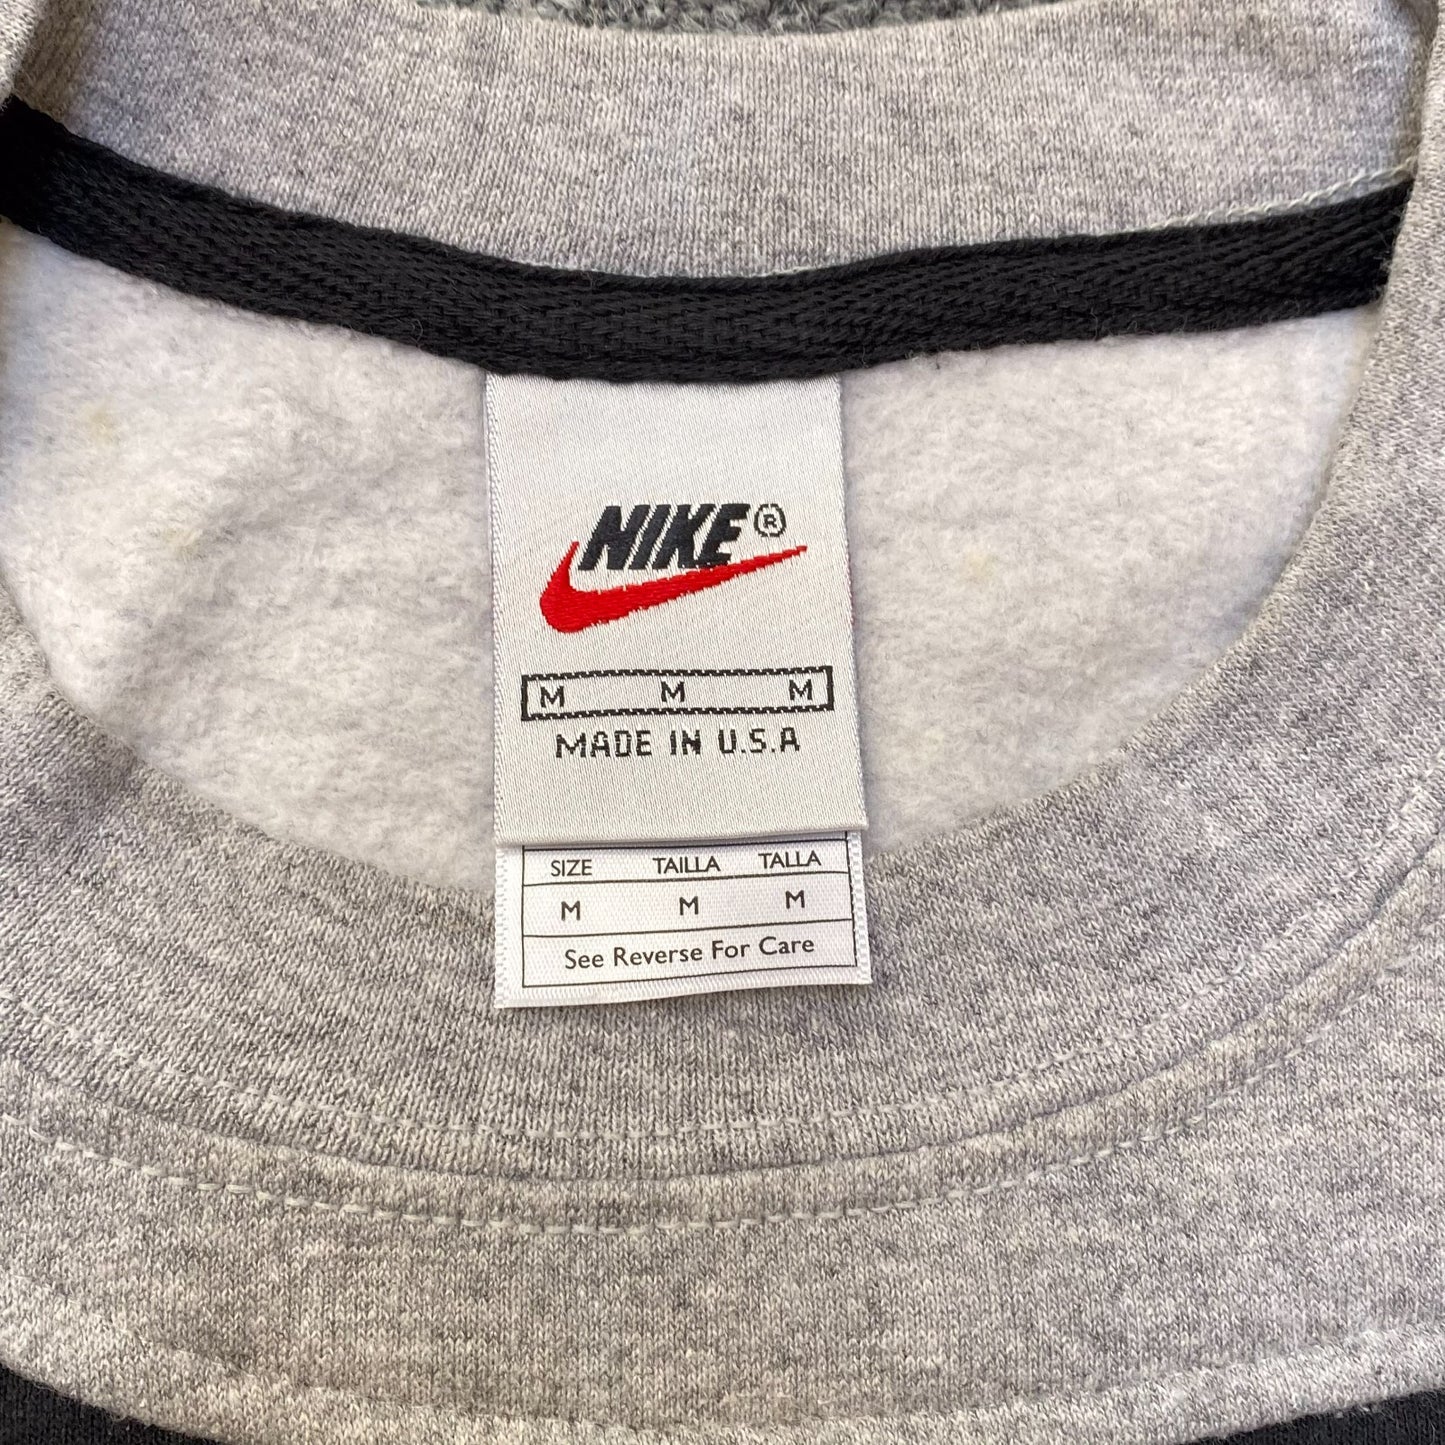 NIKE®
M M M
MADE IN U.S.A
SIZE TAILLA TALLA
M M M
See Reverse For Care